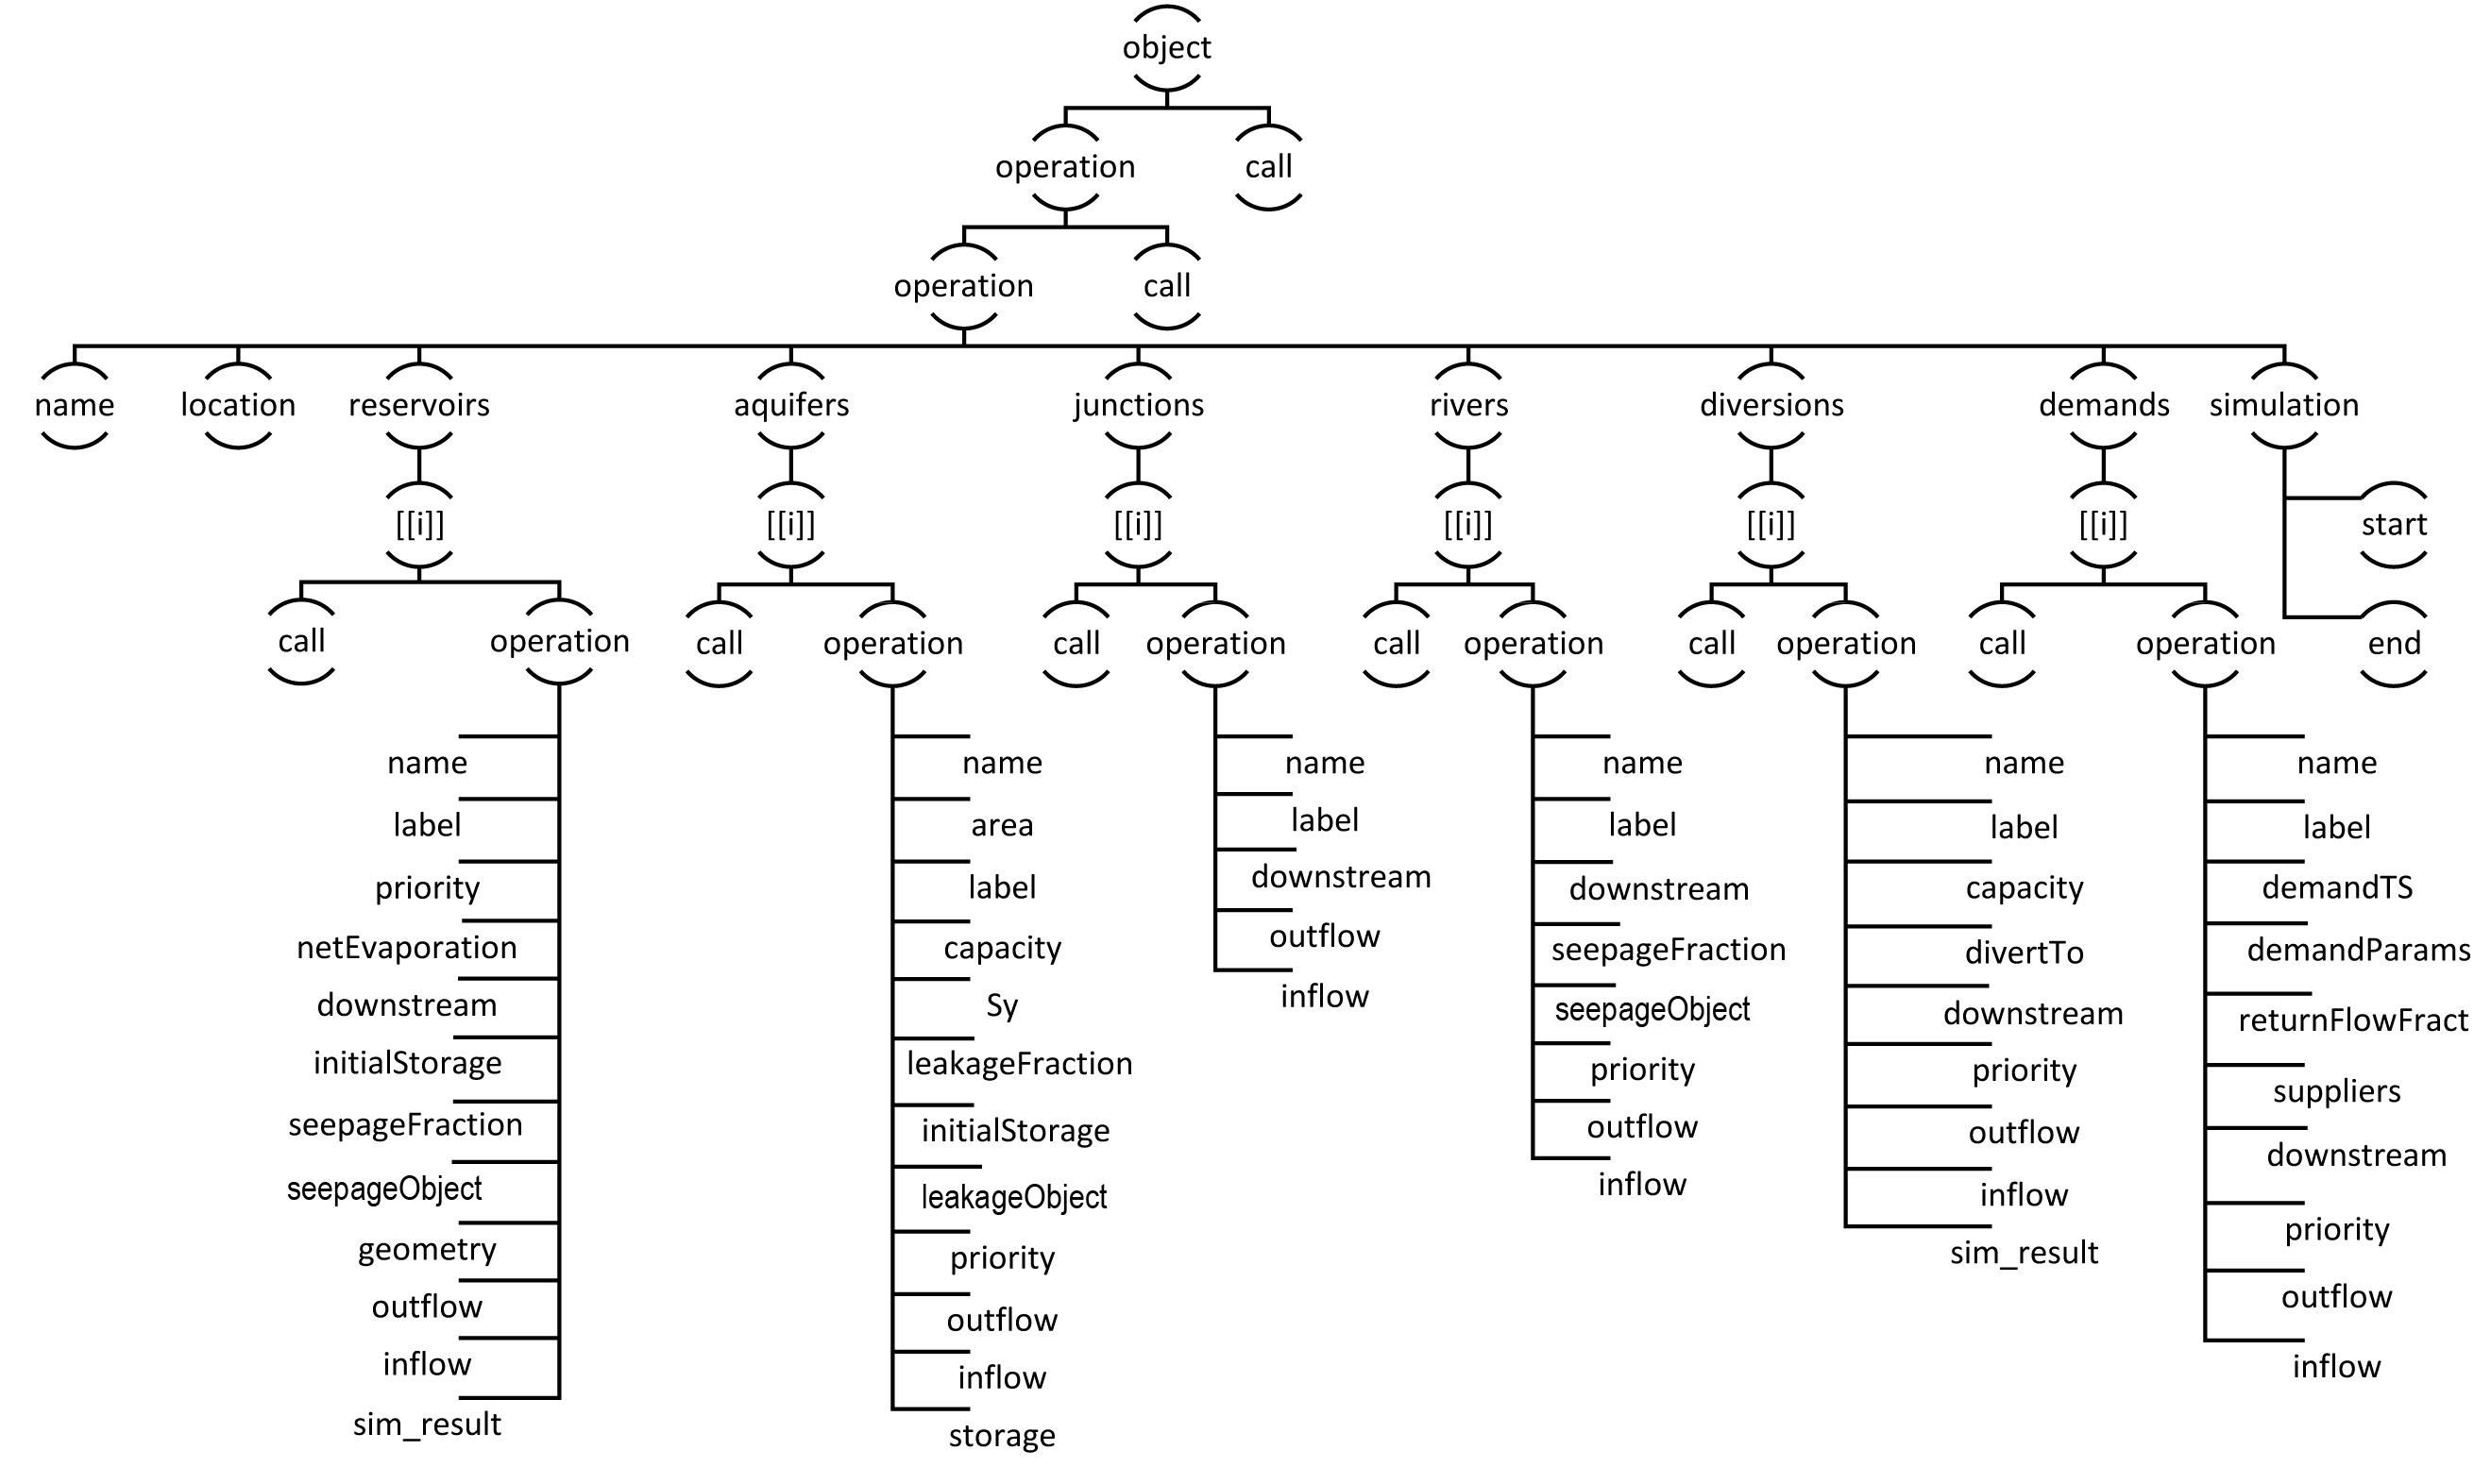 object
operation
call
operation
call
name
location
reservoirs
aquifers
junctions
rivers
diversions
demands
simulation
[[i]]
[[i]]
[[i]]
[[i]]
[[i]]
[[i]]
start
call
operation
call
operation
call
operation
call
operation
call
operation
call
operation
end
name
label
priority
netEvaporation
downstream
initialStorage
seepageFraction
seepageObject
geometry
outflow
inflow
sim_result
name
area
label
capacity
Sy
leakageFraction
initialStorage
leakageObject
priority
outflow
inflow
storage
name
label
downstream
outflow
inflow
name
label
downstream
seepageFraction
seepageObject
priority
outflow
inflow
name
label
capacity
divertTo
downstream
priority
outflow
inflow
sim_result
name
label
demandTS
demandParams
returnFlowFract
suppliers
downstream
priority
outflow
inflow